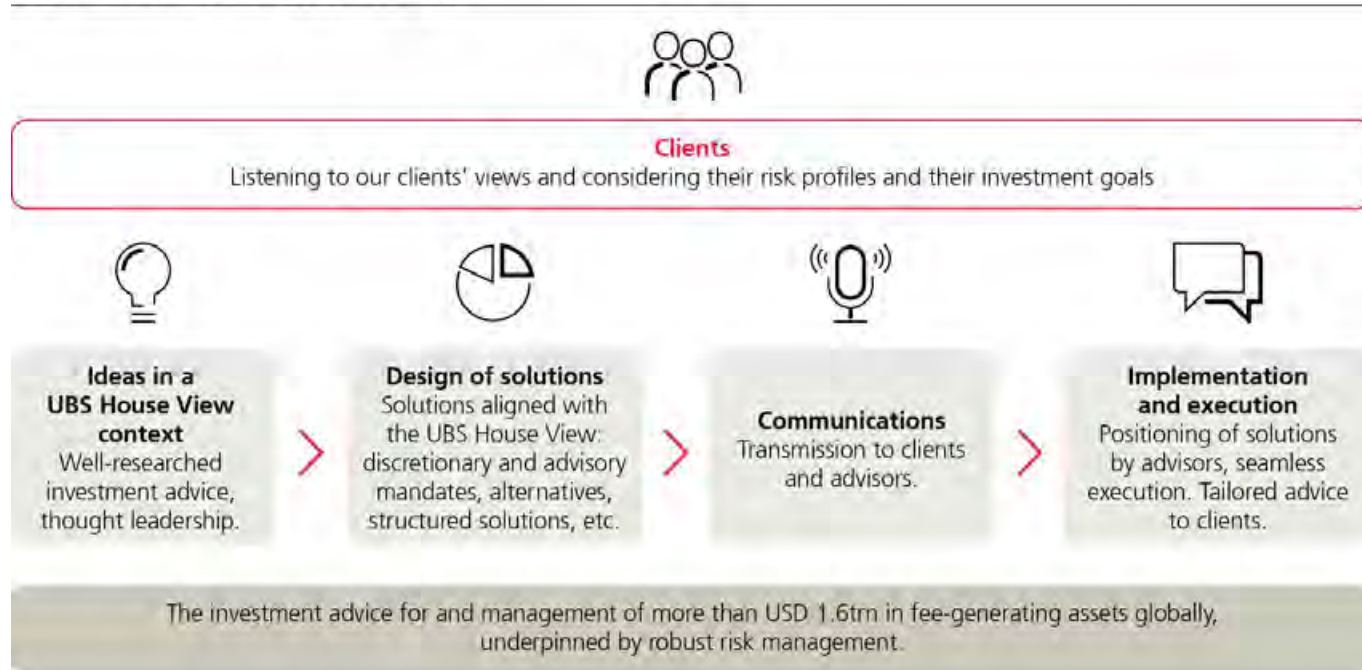 Clients
Listening to our clients’ views and considering their risk profiles and their investment goals
Ideas in a
UBS House View
context
Well-researched
investment advice,
thought leadership.
Design of solutions
Solutions aligned with
the UBS House View:
discretionary and advisory
mandates, alternatives,
structured solutions, etc.
Communications
Transmission to clients
and advisors.
Implementation
and execution
Positioning of solutions
by advisors, seamless
execution. Tailored advice
to clients.
The investment advice for and management of more than USD 1.6trn in fee-generating assets globally,
underpinned by robust risk management.